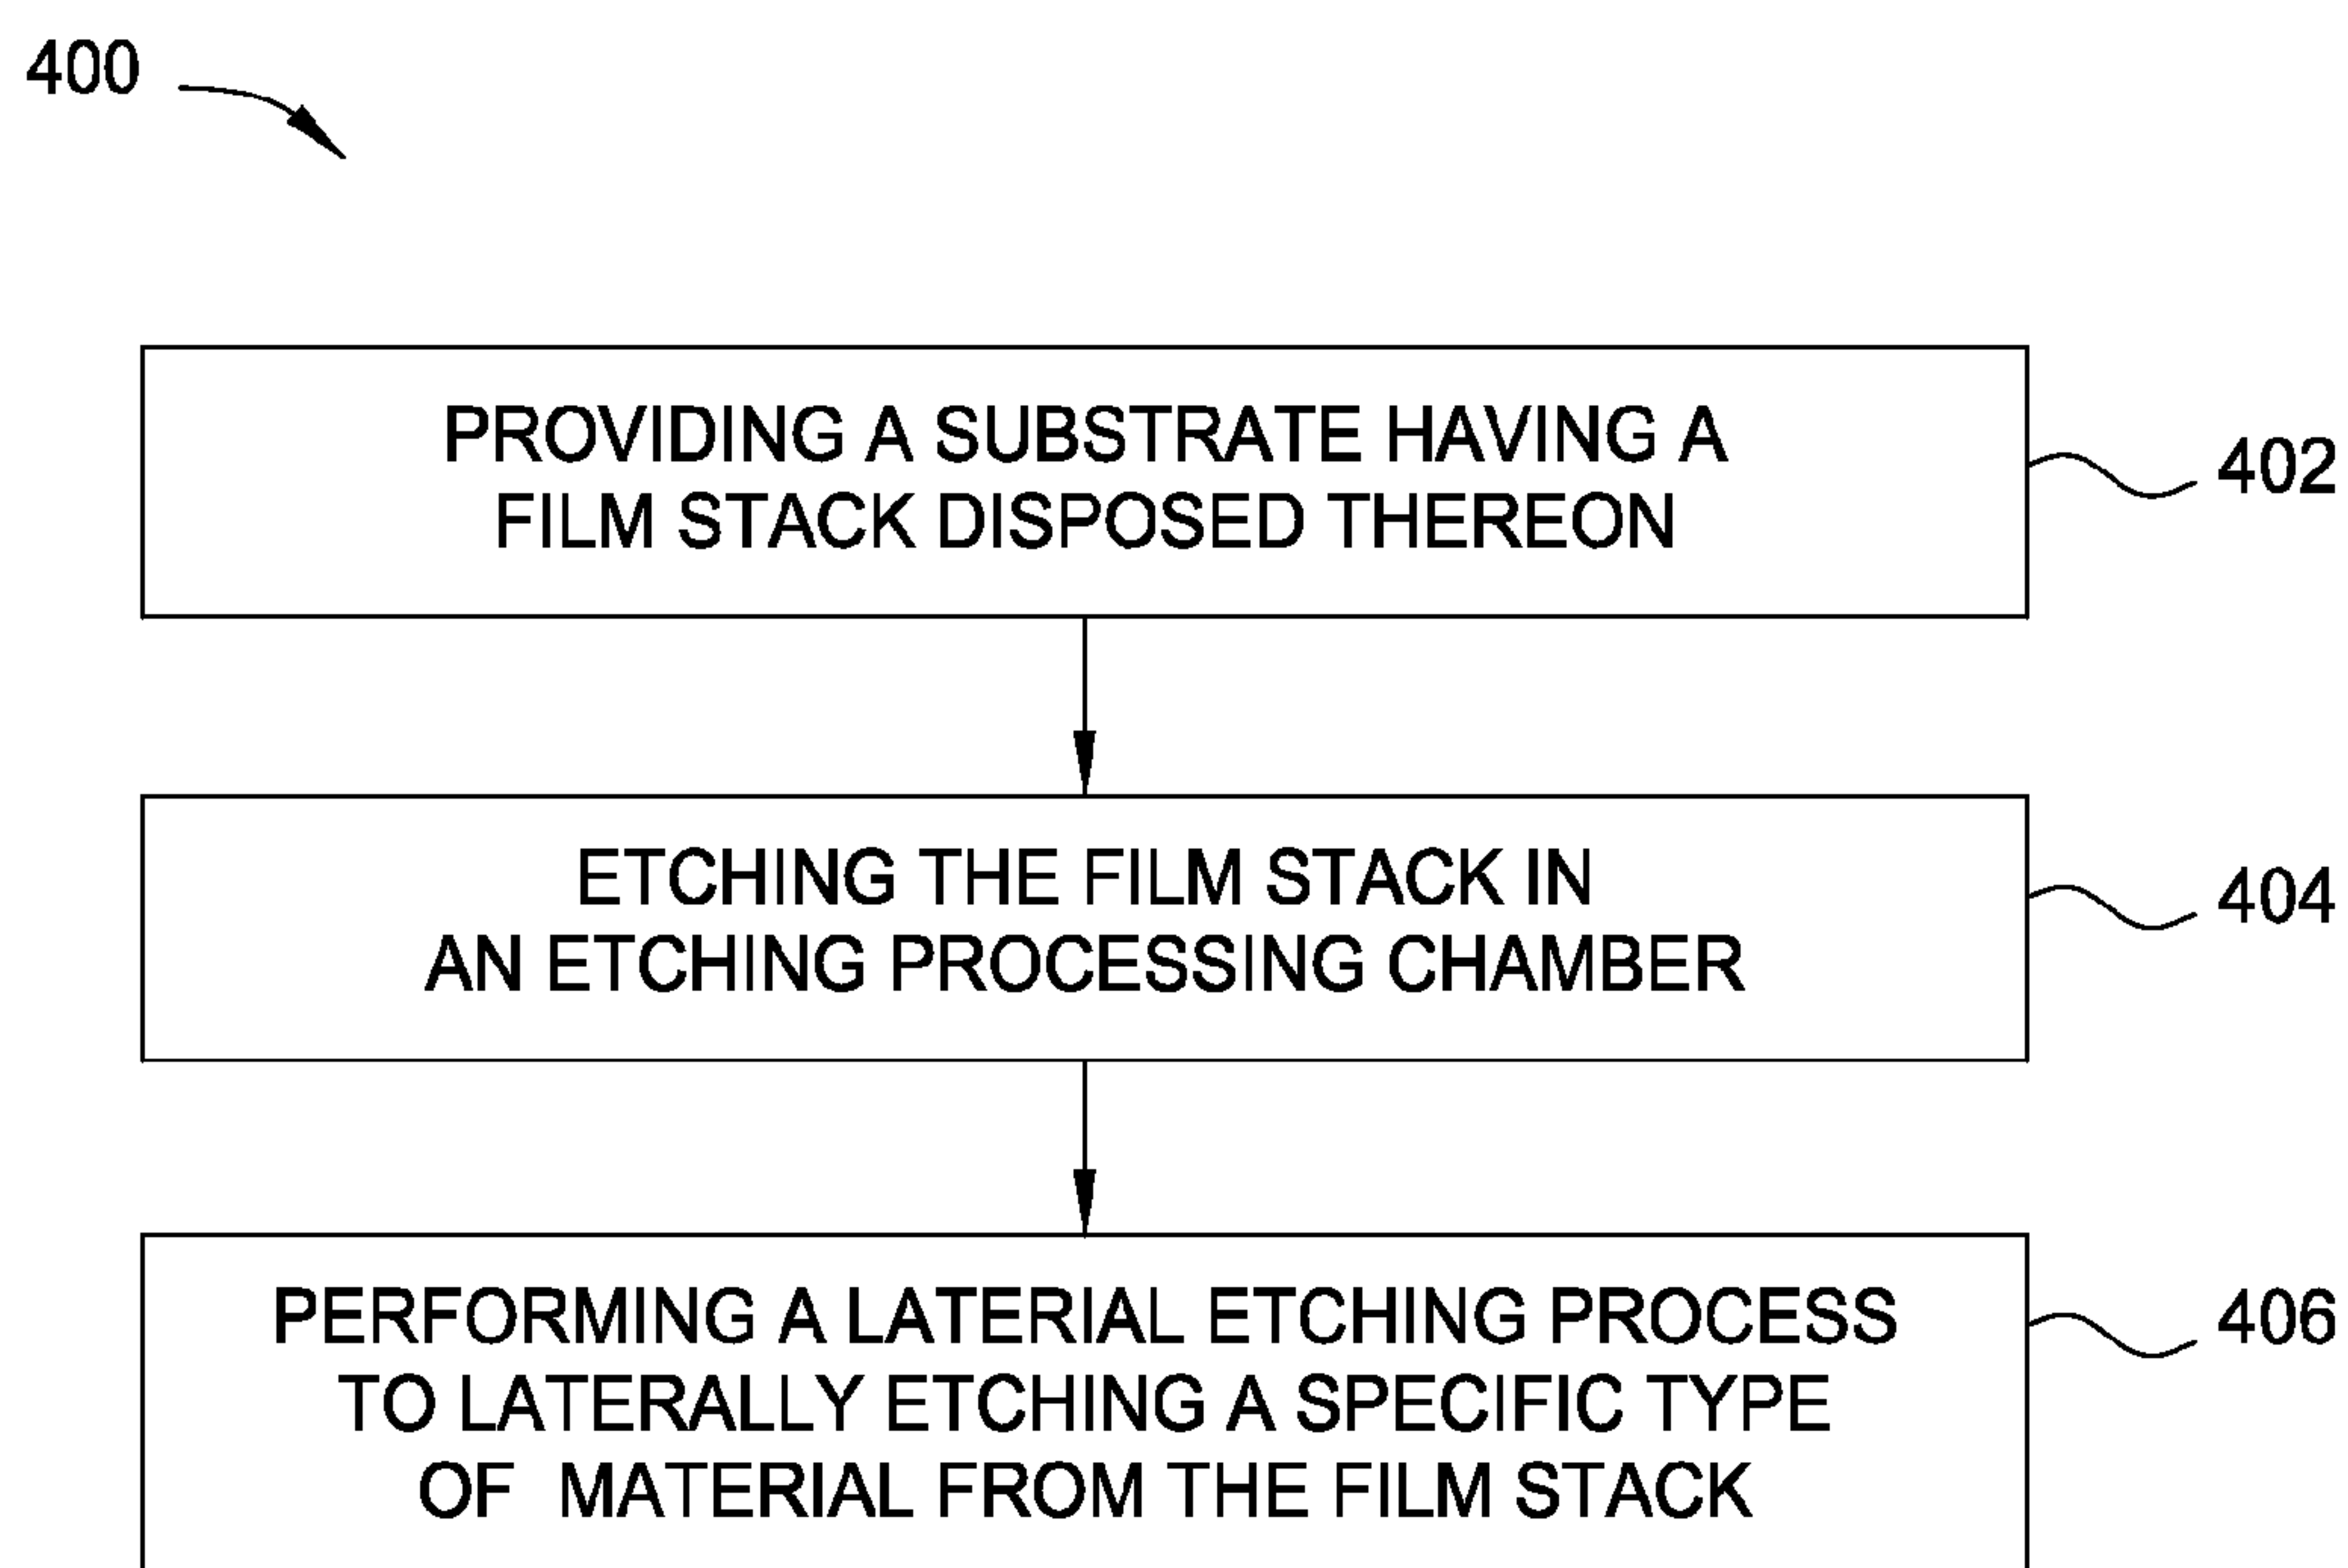 400
PROVIDING A SUBSTRATE HAVING A
FILM STACK DISPOSED THEREON
402
ETCHING THE FILM STACK IN
AN ETCHING PROCESSING CHAMBER
404
PERFORMING A LATERIAL ETCHING PROCESS
TO LATERALLY ETCHING A SPECIFIC TYPE
OF MATERIAL FROM THE FILM STACK
406